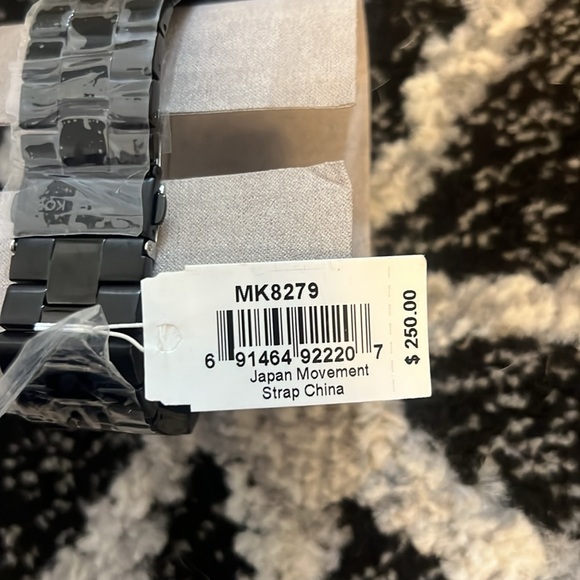 MK8279
6 91464 92220 7
Japan Movement
Strap China
$ 250.00